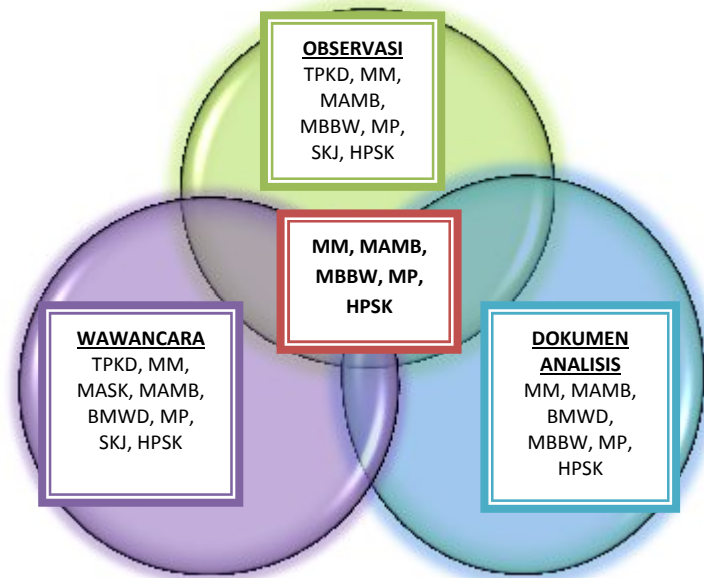 OBSERVASI
TPKD, MM,
MAMB,
MBBW, MP,
SKJ, HPSK
MM, MAMB,
MBBW, MP,
HPSK
WAWANCARA
TPKD, MM,
MASK, MAMB,
BMWD, MP,
SKJ, HPSK
DOKUMEN
ANALISIS
MM, MAMB,
BMWD,
MBBW, MP,
HPSK